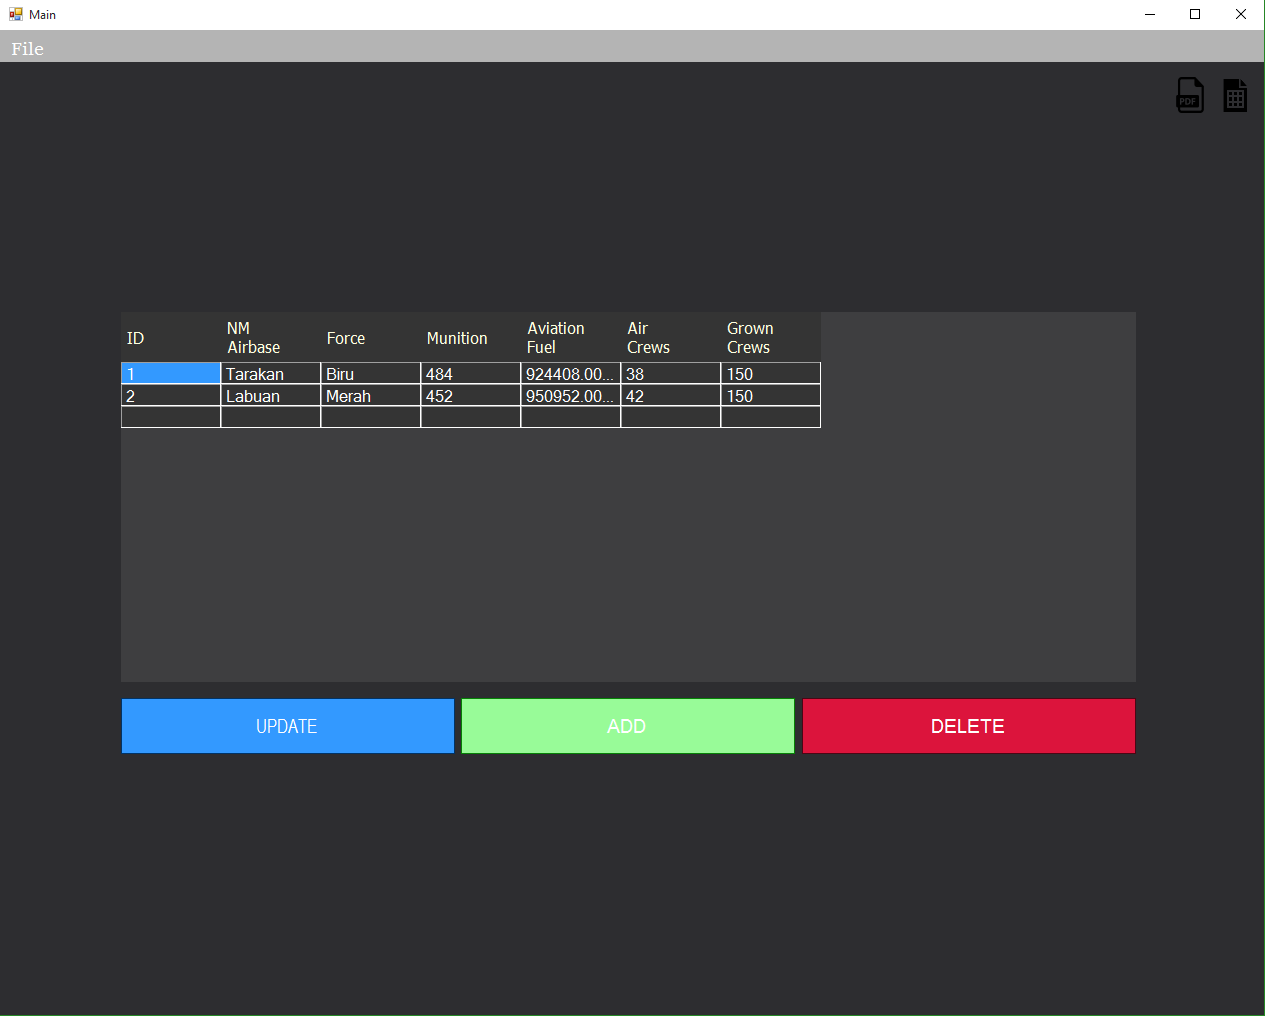 Main
File
PDF
ID NM Airbase Force Munition Aviation Fuel Air Crews Grown Crews
1 Tarakan Biru 484 924408.00... 38 150
2 Labuan Merah 452 950952.00... 42 150
UPDATE ADD DELETE